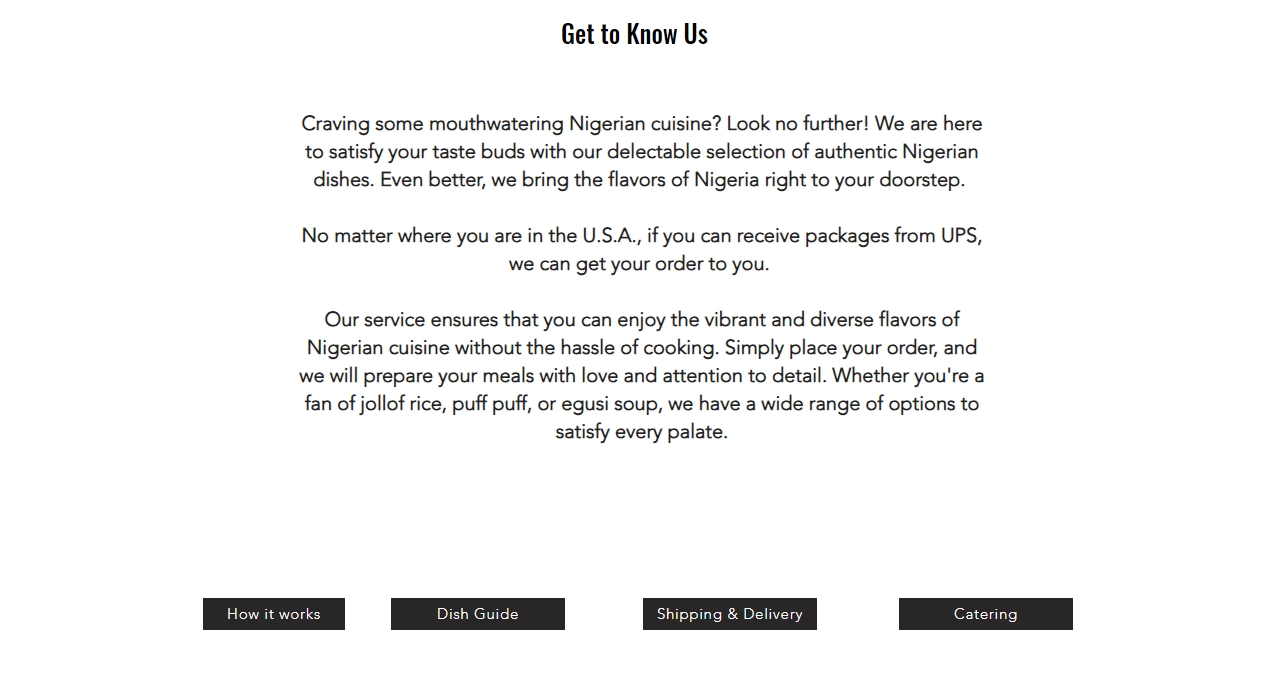 Get to Know Us
Craving some mouthwatering Nigerian cuisine? Look no further! We are here
to satisfy your taste buds with our delectable selection of authentic Nigerian
dishes. Even better, we bring the flavors of Nigeria right to your doorstep.
No matter where you are in the U.S.A., if you can receive packages from UPS,
we can get your order to you.
Our service ensures that you can enjoy the vibrant and diverse flavors of
Nigerian cuisine without the hassle of cooking. Simply place your order, and
we will prepare your meals with love and attention to detail. Whether you're a
fan of jollof rice, puff puff, or egusi soup, we have a wide range of options to
satisfy every palate.
How it works
Dish Guide
Shipping & Delivery
Catering